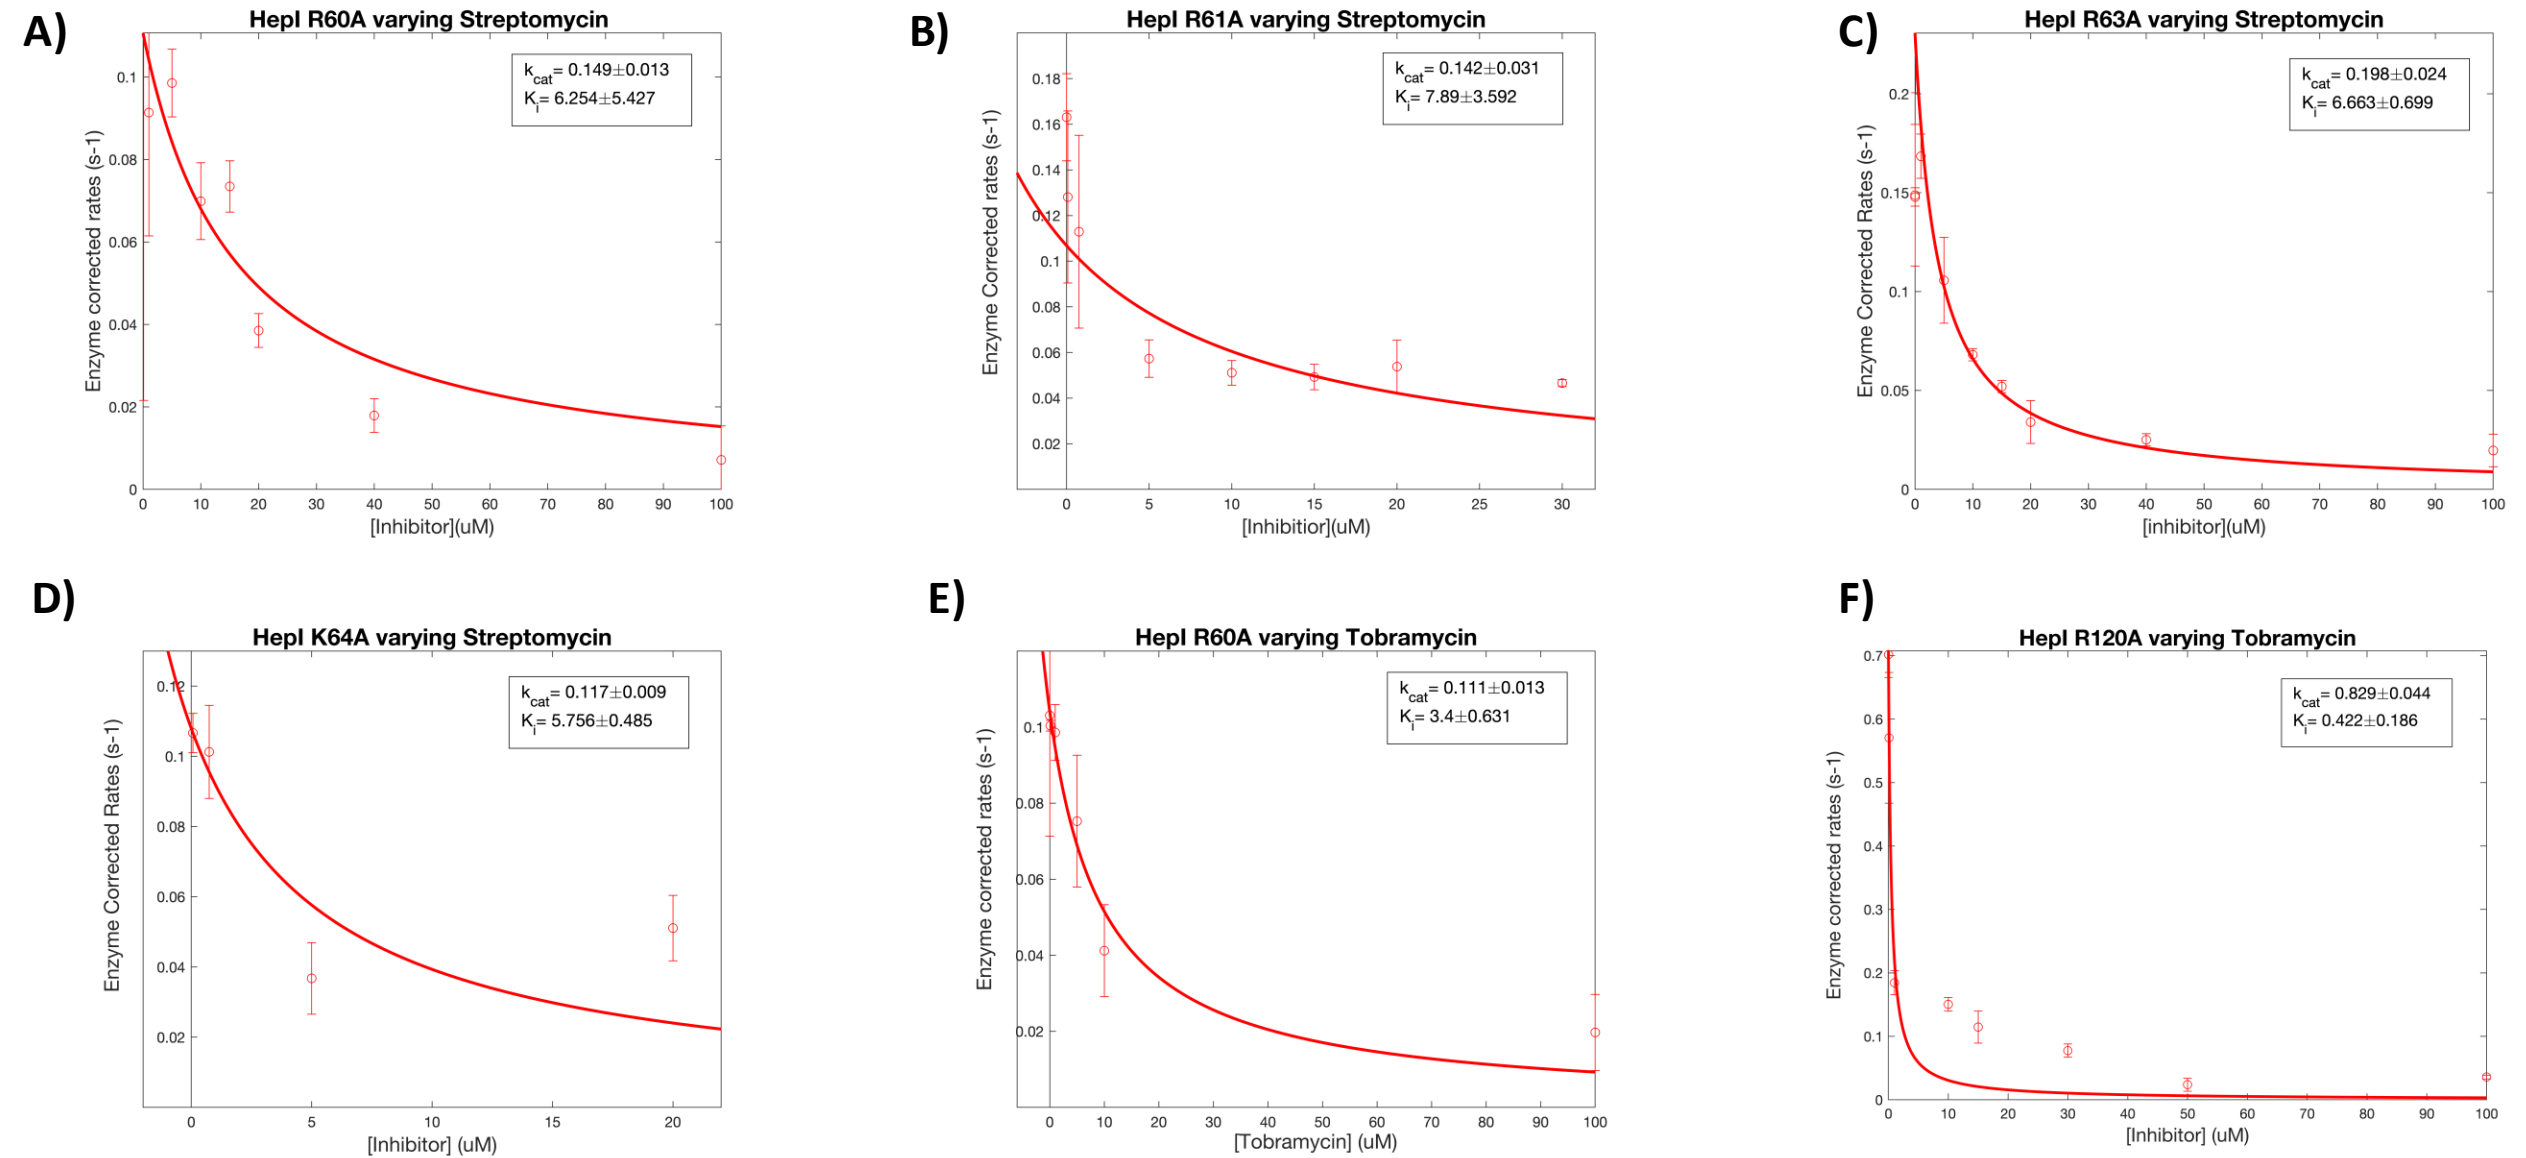 A)
HepI R60A varying Streptomycin
kcat= 0.149±0.013
Ki= 6.254±5.427
Enzyme corrected rates (s-1)
0.1
0.08
0.06
0.04
0.02
0
0 10 20 30 40 50 60 70 80 90 100
[Inhibitor](uM)
B)
HepI R61A varying Streptomycin
kcat= 0.142±0.031
Ki= 7.89±3.592
Enzyme Corrected rates (s-1)
0.18
0.16
0.14
0.12
0.1
0.08
0.06
0.04
0.02
0 5 10 15 20 25 30
[Inhibitior](uM)
C)
HepI R63A varying Streptomycin
kcat= 0.198±0.024
Ki= 6.663±0.699
Enzyme Corrected Rates (s-1)
0.2
0.15
0.1
0.05
0
0 10 20 30 40 50 60 70 80 90 100
[inhibitor](uM)
D)
HepI K64A varying Streptomycin
kcat= 0.117±0.009
Ki= 5.756±0.485
Enzyme Corrected Rates (s-1)
0.12
0.1
0.08
0.06
0.04
0.02
0 5 10 15 20
[Inhibitor] (uM)
E)
HepI R60A varying Tobramycin
kcat= 0.111±0.013
Ki= 3.4±0.631
Enzyme corrected rates (s-1)
0.1
0.08
0.06
0.04
0.02
0 10 20 30 40 50 60 70 80 90 100
[Tobramycin] (uM)
F)
HepI R120A varying Tobramycin
kcat= 0.829±0.044
Ki= 0.422±0.186
Enzyme corrected rates (s-1)
0.7
0.6
0.5
0.4
0.3
0.2
0.1
0
0 10 20 30 40 50 60 70 80 90 100
[Inhibitor] (uM)